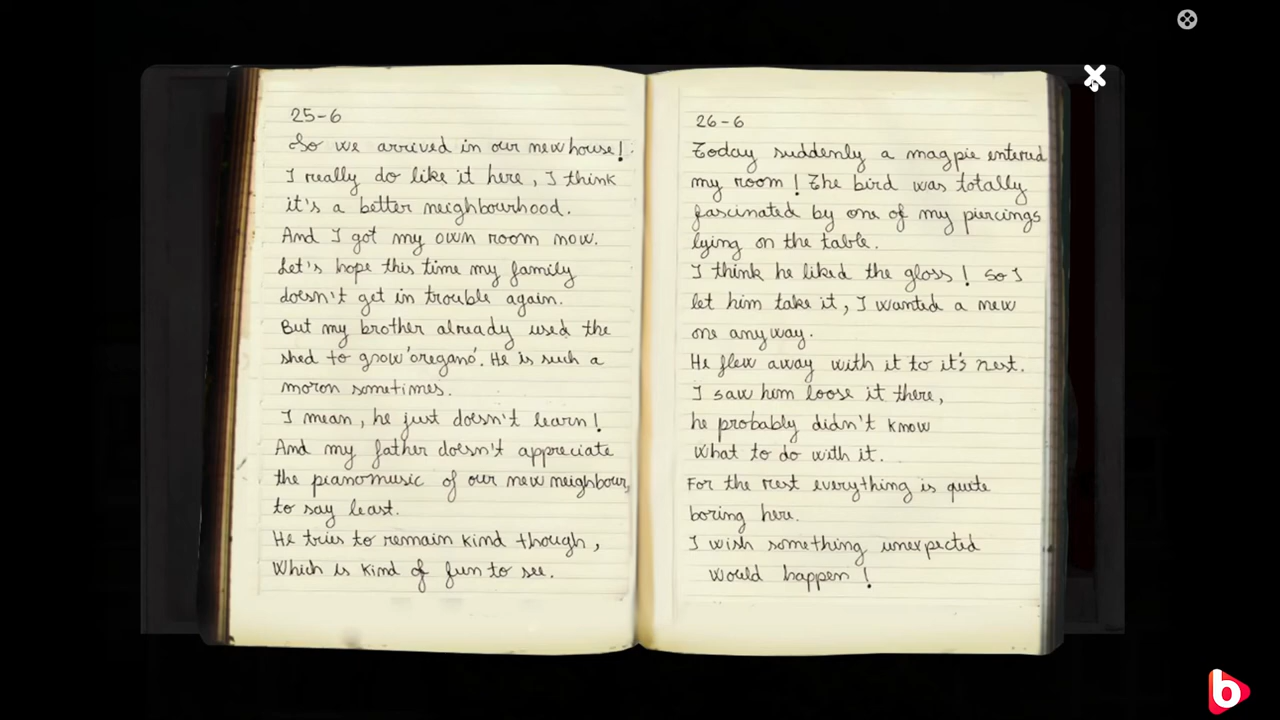 25-6
So we arrived in our new house!
I really do like it here, I think
it's a better neighbourhood.
And I got my own room now.
Let's hope this time my family
doesn't get in trouble again.
But my brother already used the
shed to grow 'oregano'. He is such a
moron sometimes.
I mean, he just doesn't learn!
And my father doesn't appreciate
the pianomusic of our new neighbour,
to say least.
He tries to remain kind though,
Which is kind of fun to see.
26-6
Today suddenly a magpie entered
my room! The bird was totally
fascinated by one of my piercings
lying on the table.
I think he liked the gloss! So I
let him take it, I wanted a new
one anyway.
He flew away with it to it's nest.
I saw him loose it there,
he probably didn't know
What to do with it.
For the rest everything is quite
boring here.
I wish something unexpected
Would happen!
b